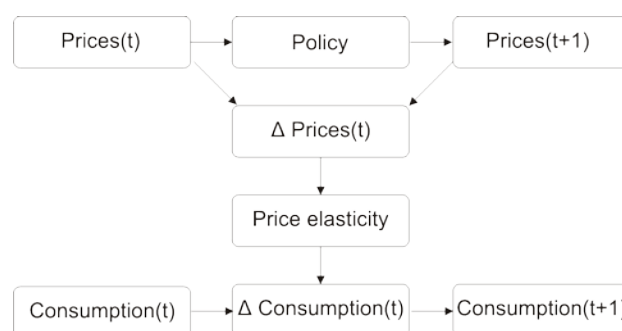 Prices(t)
Policy
Prices(t+1)
Δ Prices(t)
Price elasticity
Consumption(t)
Δ Consumption(t)
Consumption(t+1)